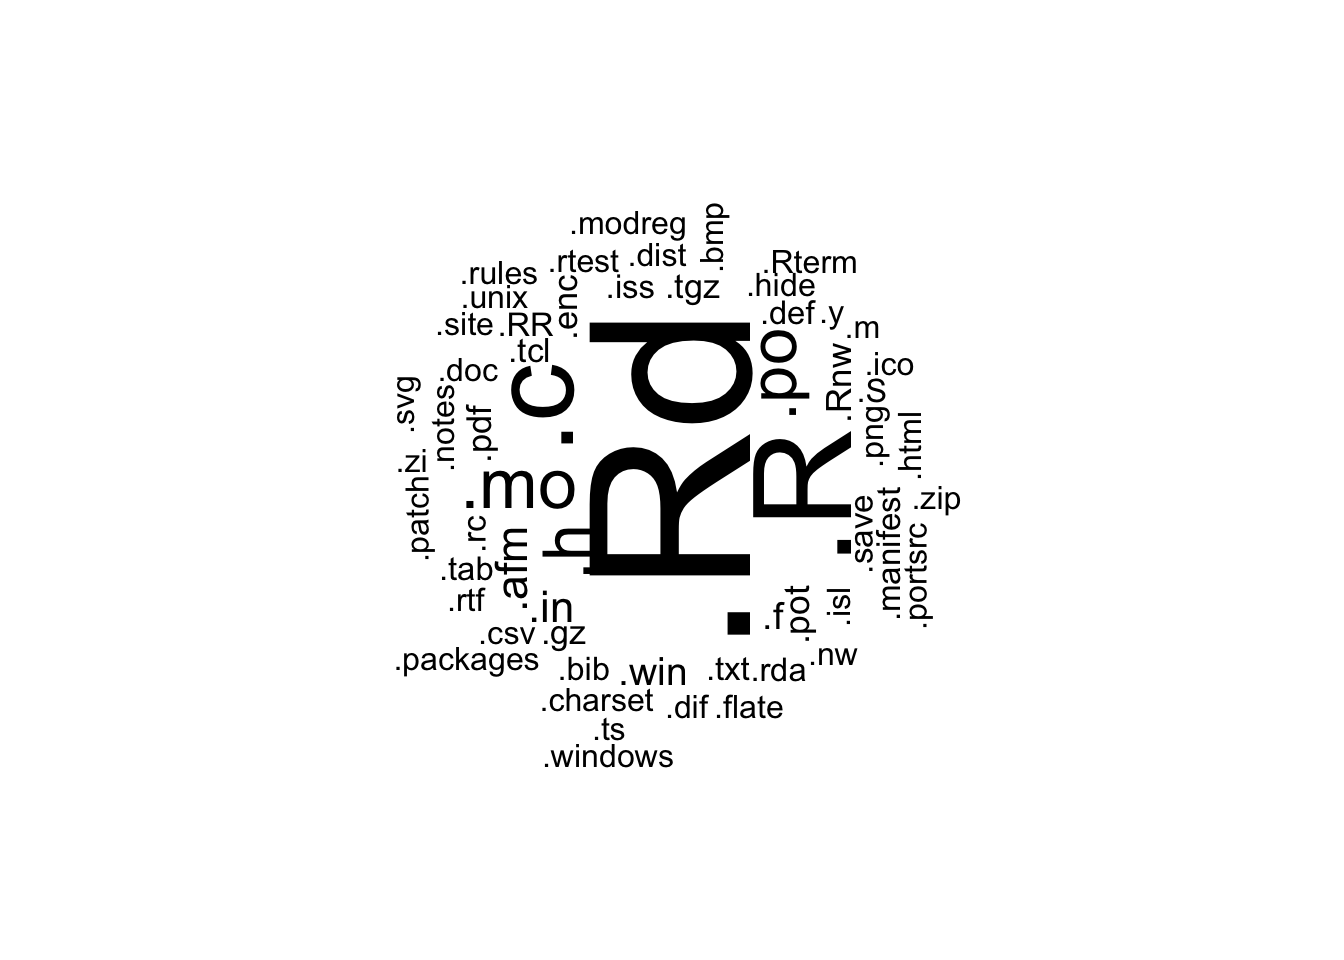 .modreg
.bmp
.rtest
.dist
.Rterm
.rules
.enc
.iss
.tgz
.hide
.unix
.def
.y
.site
.RR
.m
.tcl
.po
.Rnw
.ico
.doc
.c
.Rd
.S
.svg
.notes
.pdf
.png
.html
.zi
.mo
.R
.zip
.patch
.rc
.save
.manifest
.portsrc
.afm
.h
.tab
.rtf
.in
.f
.pot
.isl
.csv
.gz
.packages
.bib
.win
.txt
.rda
.nw
.charset
.dif
.flate
.ts
.windows